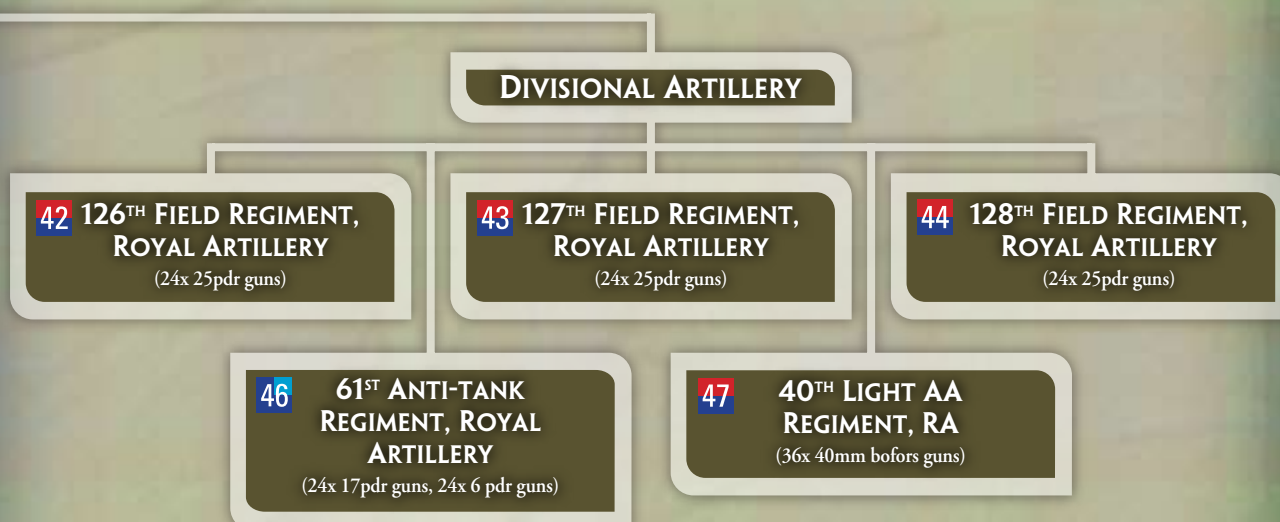 Divisional Artillery
42 126th Field Regiment,
Royal Artillery
(24x 25pdr guns)
43 127th Field Regiment,
Royal Artillery
(24x 25pdr guns)
44 128th Field Regiment,
Royal Artillery
(24x 25pdr guns)
46 61st Anti-tank
Regiment, Royal
Artillery
(24x 17pdr guns, 24x 6 pdr guns)
47 40th Light AA
Regiment, RA
(36x 40mm bofors guns)